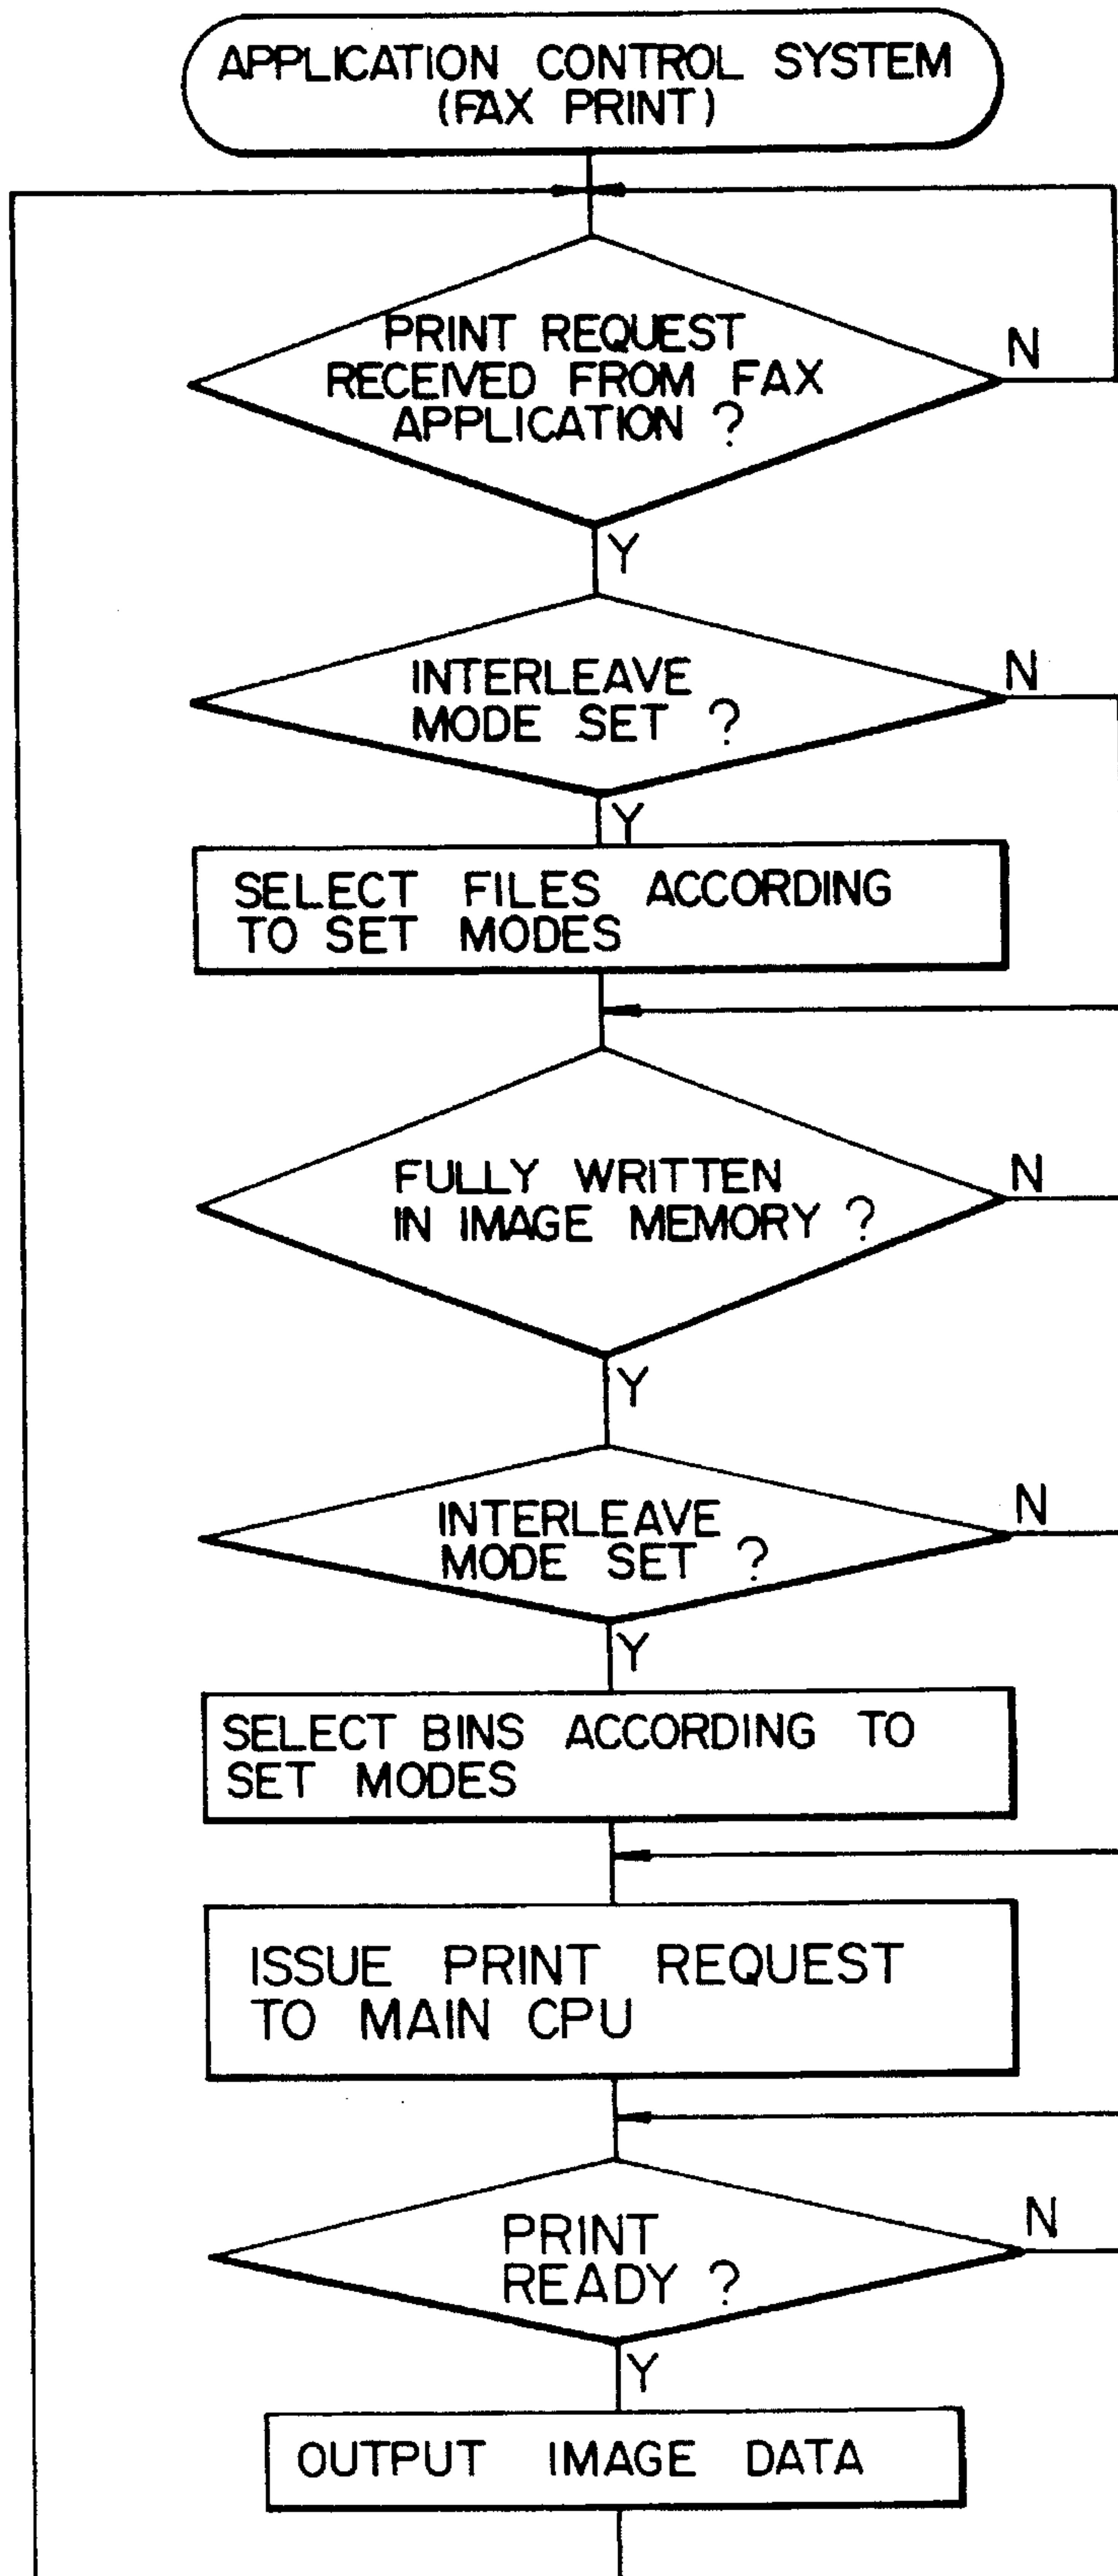 APPLICATION CONTROL SYSTEM
(FAX PRINT)
PRINT REQUEST
RECEIVED FROM FAX
APPLICATION ?
N
Y
INTERLEAVE
MODE SET ?
N
Y
SELECT FILES ACCORDING
TO SET MODES
FULLY WRITTEN
IN IMAGE MEMORY ?
N
Y
INTERLEAVE
MODE SET ?
N
Y
SELECT BINS ACCORDING TO
SET MODES
ISSUE PRINT REQUEST
TO MAIN CPU
PRINT
READY ?
N
Y
OUTPUT IMAGE DATA